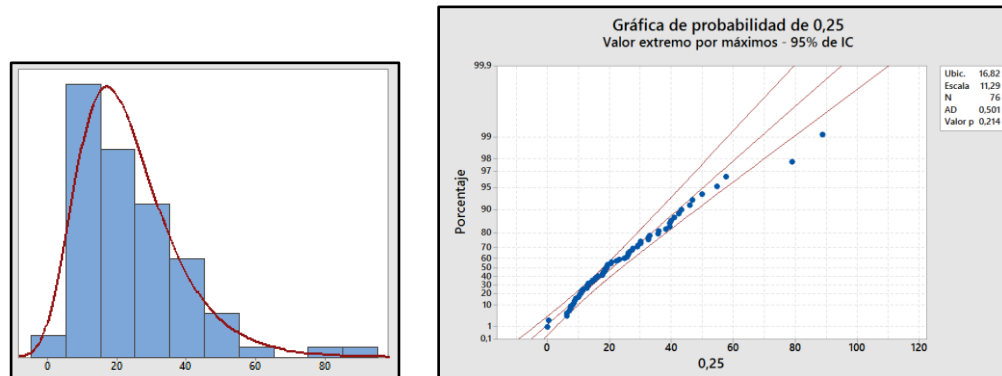 0 20 40 60 80
Gráfica de probabilidad de 0,25
Valor extremo por máximos - 95% de IC
Porcentaje
99,9
99
98
97
95
90
80
70
60
50
40
30
20
10
1
0,1
0 20 40 60 80 100 120
0,25
Ubic. 16,82
Escala 11,29
N 76
AD 0,501
Valor p 0,214